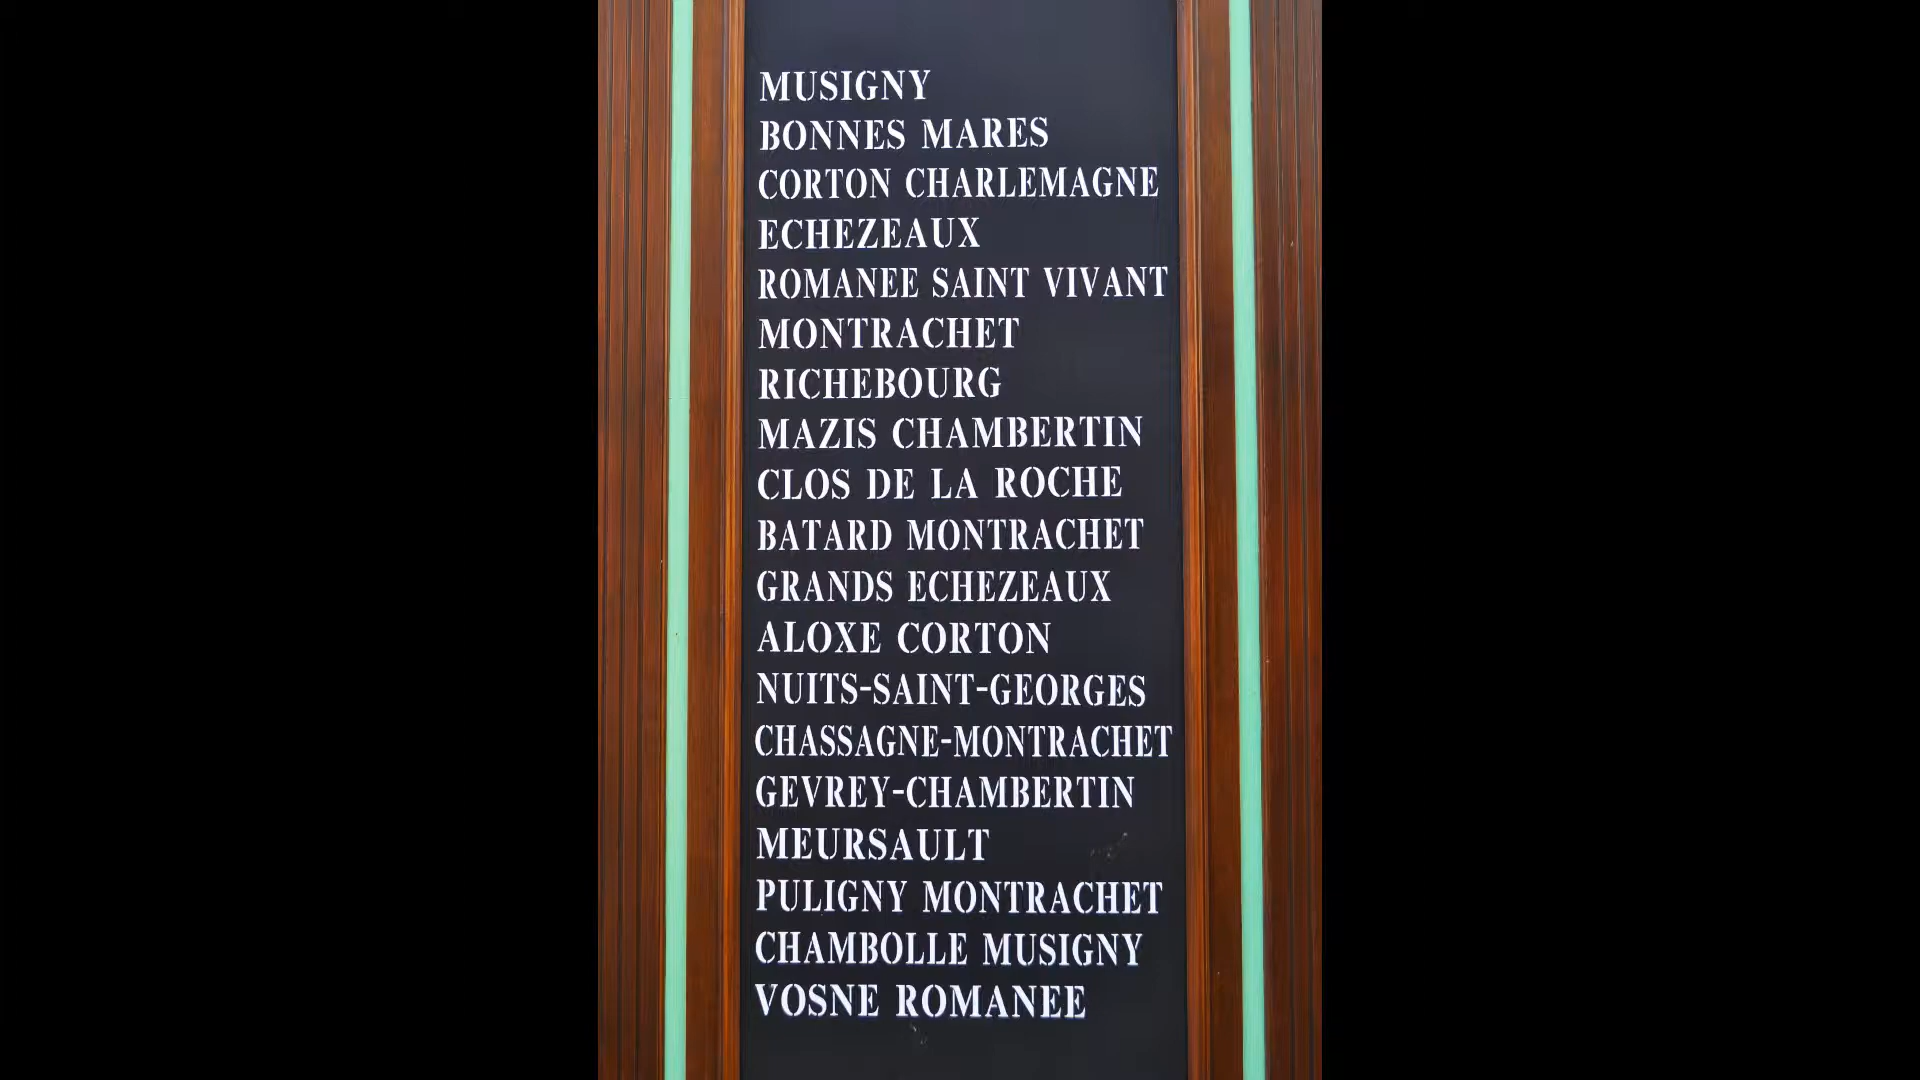 MUSIGNY
BONNES MARES
CORTON CHARLEMAGNE
ECHEZEAUX
ROMANEE SAINT VIVANT
MONTRACHET
RICHEBOURG
MAZIS CHAMBERTIN
CLOS DE LA ROCHE
BATARD MONTRACHET
GRANDS ECHEZEAUX
ALOXE CORTON
NUITS-SAINT-GEORGES
CHASSAGNE-MONTRACHET
GEVREY-CHAMBERTIN
MEURSAULT
PULIGNY MONTRACHET
CHAMBOLLE MUSIGNY
VOSNE ROMANEE